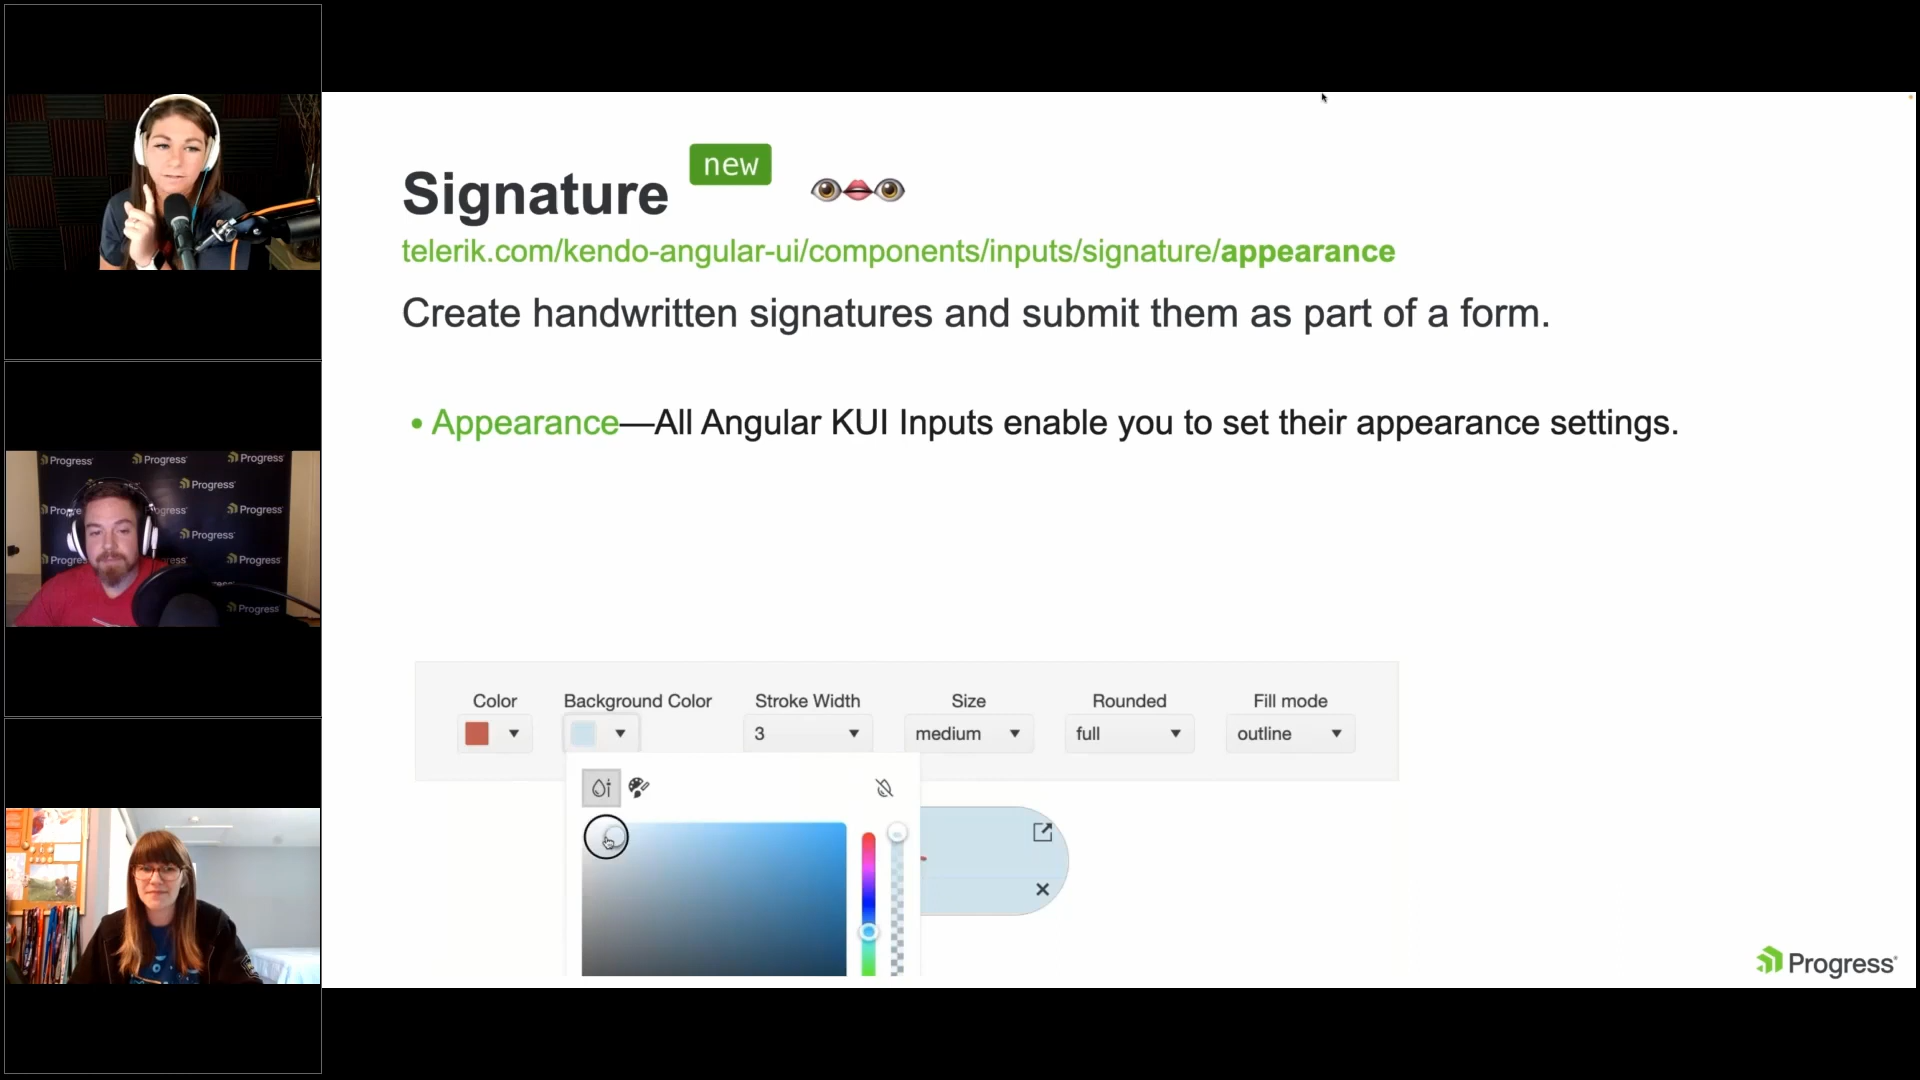 Signature
new
telerik.com/kendo-angular-ui/components/inputs/signature/appearance
Create handwritten signatures and submit them as part of a form.
• Appearance—All Angular KUI Inputs enable you to set their appearance settings.
Color Background Color Stroke Width Size Rounded Fill mode
3 medium full outline
Progress
Progress
Progress
Progress
Progress
Progress
Progress
Progress
Progress
Progress